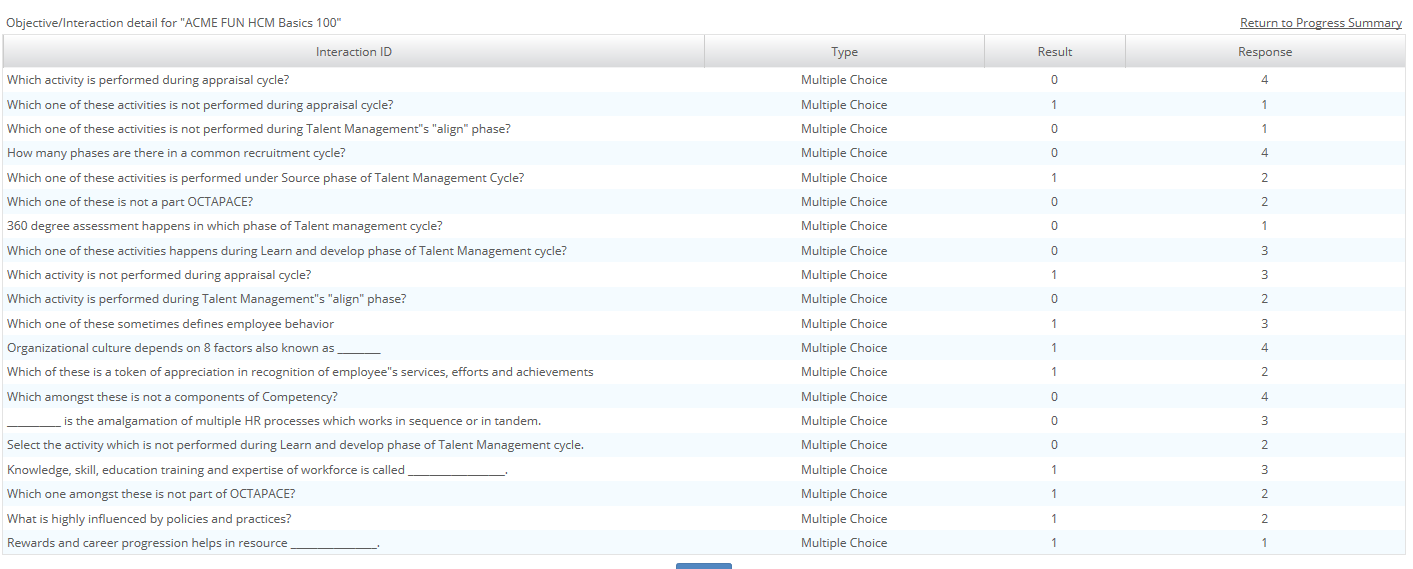 Objective/Interaction detail for "ACME FUN HCM Basics 100" Return to Progress Summary
Interaction ID Type Result Response
Which activity is performed during appraisal cycle? Multiple Choice 0 4
Which one of these activities is not performed during appraisal cycle? Multiple Choice 1 1
Which one of these activities is not performed during Talent Management"s "align" phase? Multiple Choice 0 1
How many phases are there in a common recruitment cycle? Multiple Choice 0 4
Which one of these activities is performed under Source phase of Talent Management Cycle? Multiple Choice 1 2
Which one of these is not a part OCTAPACE? Multiple Choice 0 2
360 degree assessment happens in which phase of Talent management cycle? Multiple Choice 0 1
Which one of these activities happens during Learn and develop phase of Talent Management cycle? Multiple Choice 0 3
Which activity is not performed during appraisal cycle? Multiple Choice 1 3
Which activity is performed during Talent Management"s "align" phase? Multiple Choice 0 2
Which one of these sometimes defines employee behavior Multiple Choice 1 3
Organizational culture depends on 8 factors also known as ________ Multiple Choice 1 4
Which of these is a token of appreciation in recognition of employee"s services, efforts and achievements Multiple Choice 1 2
Which amongst these is not a components of Competency? Multiple Choice 0 4
__________ is the amalgamation of multiple HR processes which works in sequence or in tandem. Multiple Choice 0 3
Select the activity which is not performed during Learn and develop phase of Talent Management cycle. Multiple Choice 0 2
Knowledge, skill, education training and expertise of workforce is called __________________. Multiple Choice 1 3
Which one amongst these is not part of OCTAPACE? Multiple Choice 1 2
What is highly influenced by policies and practices? Multiple Choice 1 2
Rewards and career progression helps in resource ________________. Multiple Choice 1 1